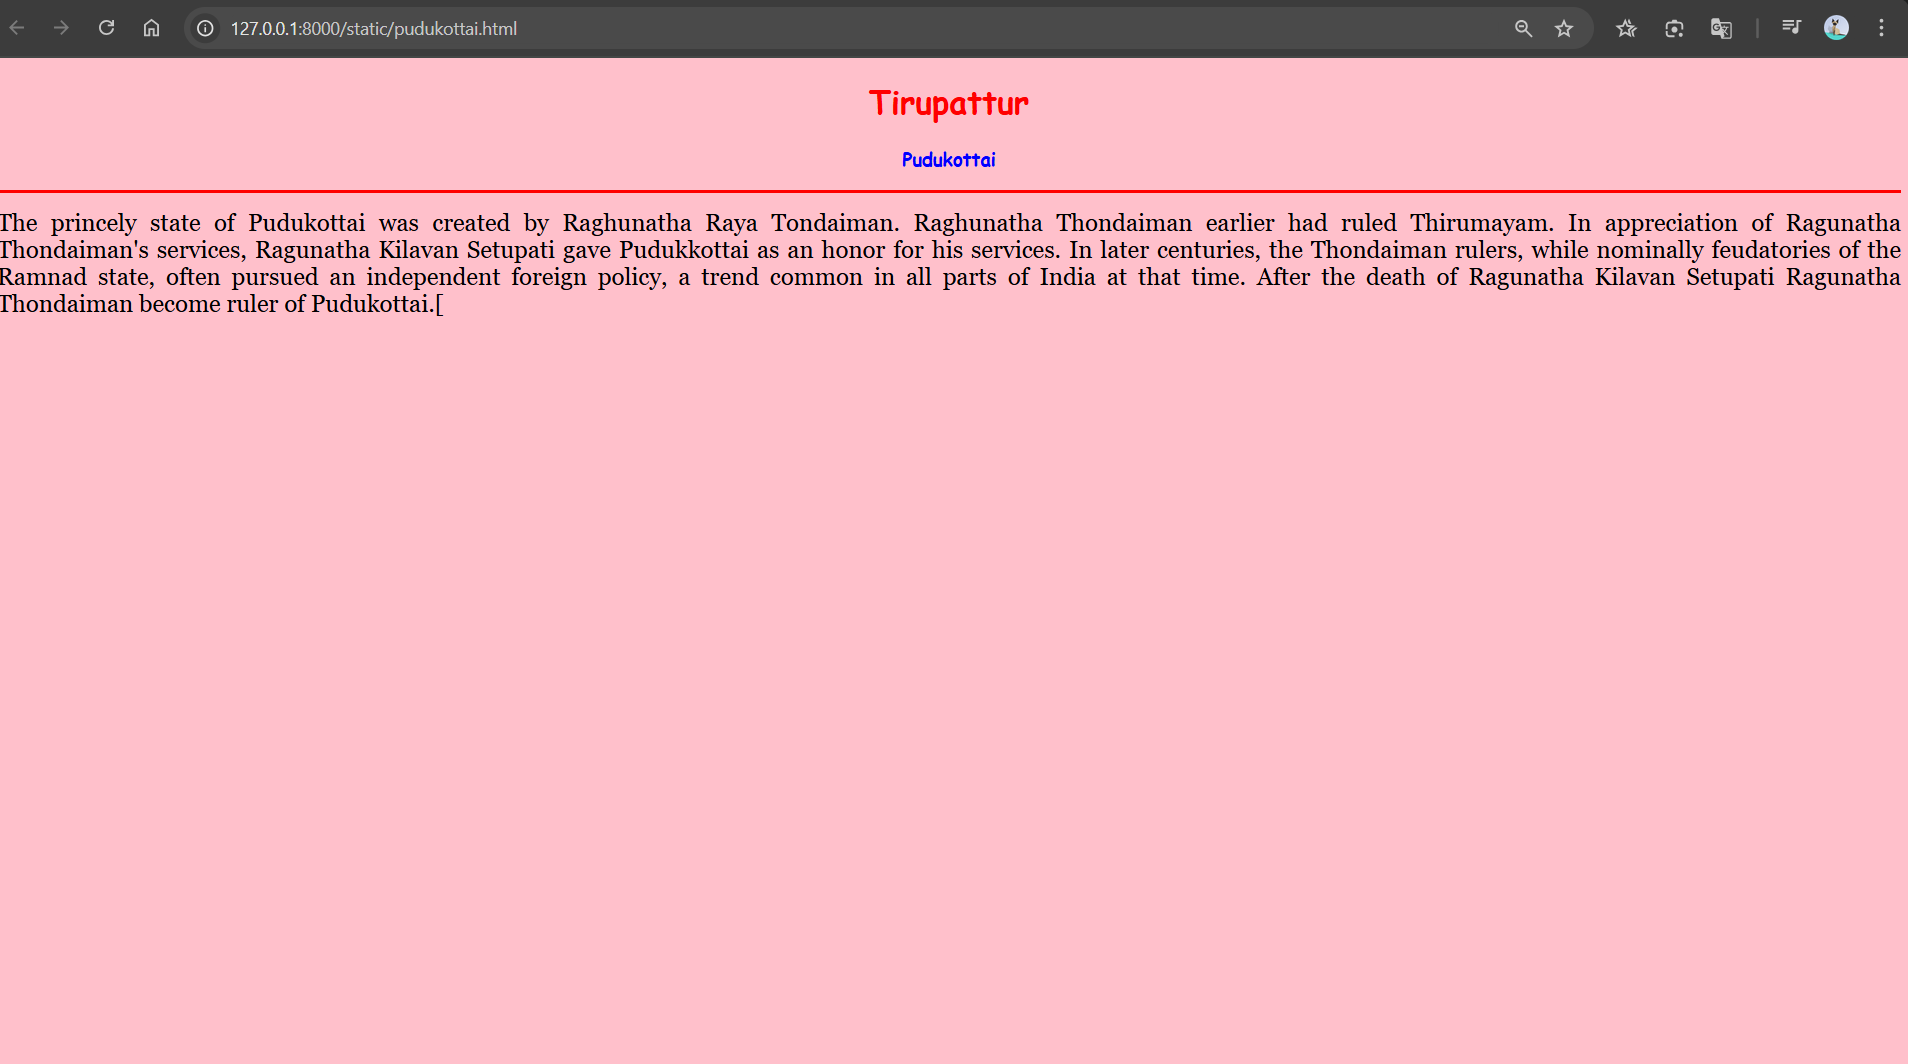 127.0.0.1:8000/static/pudukottai.html
Tirupattur
Pudukottai
The princely state of Pudukottai was created by Raghunatha Raya Tondaiman. Raghunatha Thondaiman earlier had ruled Thirumayam. In appreciation of Ragunatha
Thondaiman's services, Ragunatha Kilavan Setupati gave Pudukkottai as an honor for his services. In later centuries, the Thondaiman rulers, while nominally feudatories of the
Ramnad state, often pursued an independent foreign policy, a trend common in all parts of India at that time. After the death of Ragunatha Kilavan Setupati Ragunatha
Thondaiman become ruler of Pudukottai.[